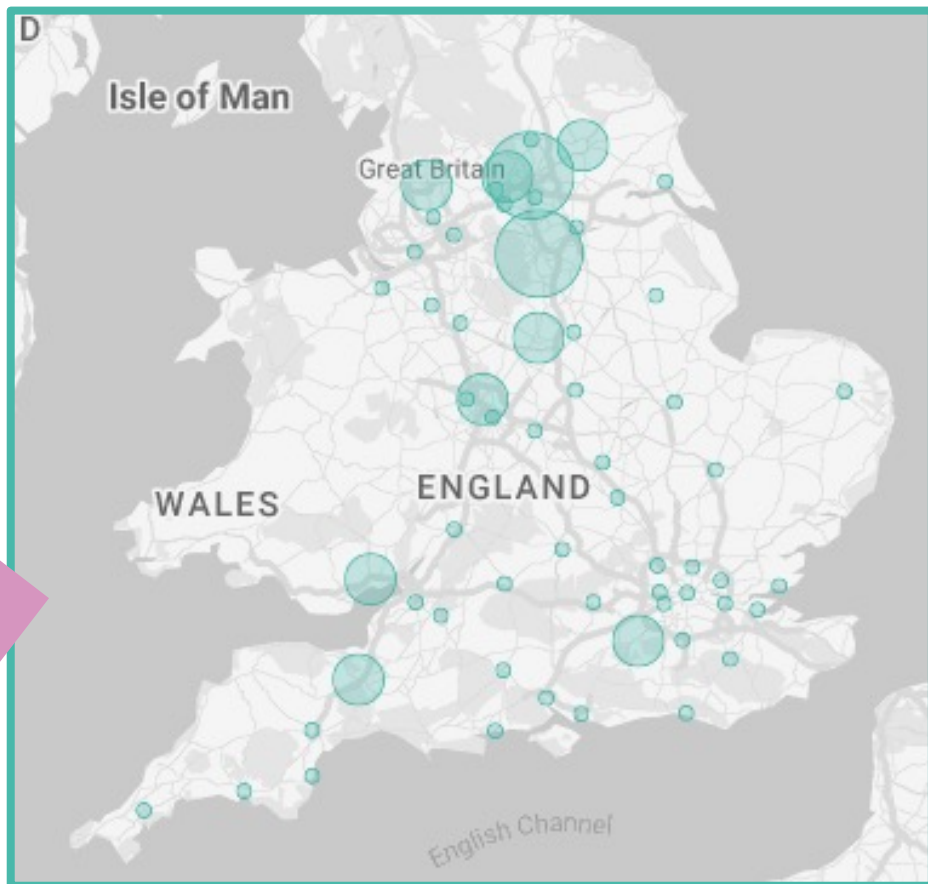 D
Isle of Man
Great Britain
WALES
ENGLAND
English Channel